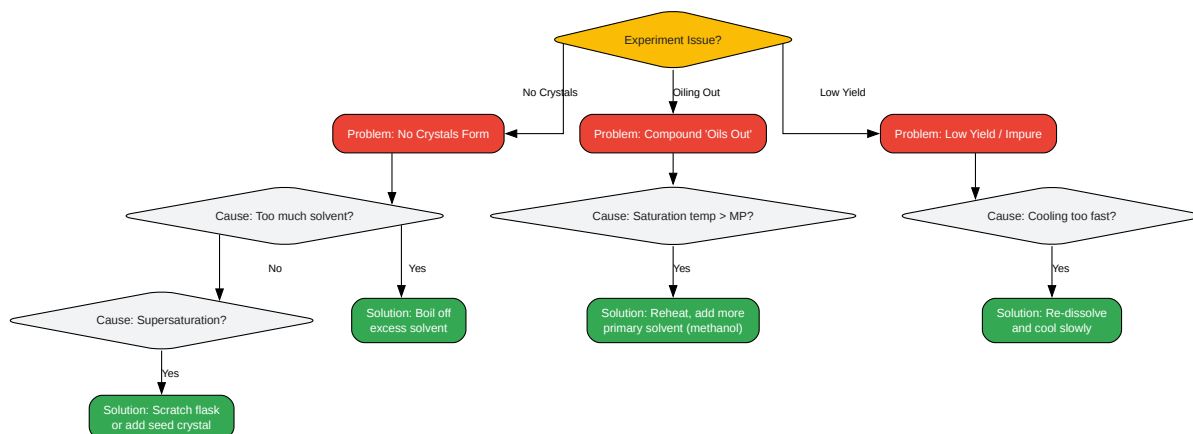 Experiment Issue?
No Crystals
Oiling Out
Low Yield
Problem: No Crystals Form
Problem: Compound 'Oils Out'
Problem: Low Yield / Impure
Cause: Too much solvent?
Cause: Saturation temp > MP?
Cause: Cooling too fast?
No
Yes
Yes
Yes
Cause: Supersaturation?
Solution: Boil off
excess solvent
Solution: Reheat, add more
primary solvent (methanol)
Solution: Re-dissolve
and cool slowly
Yes
Solution: Scratch flask
or add seed crystal